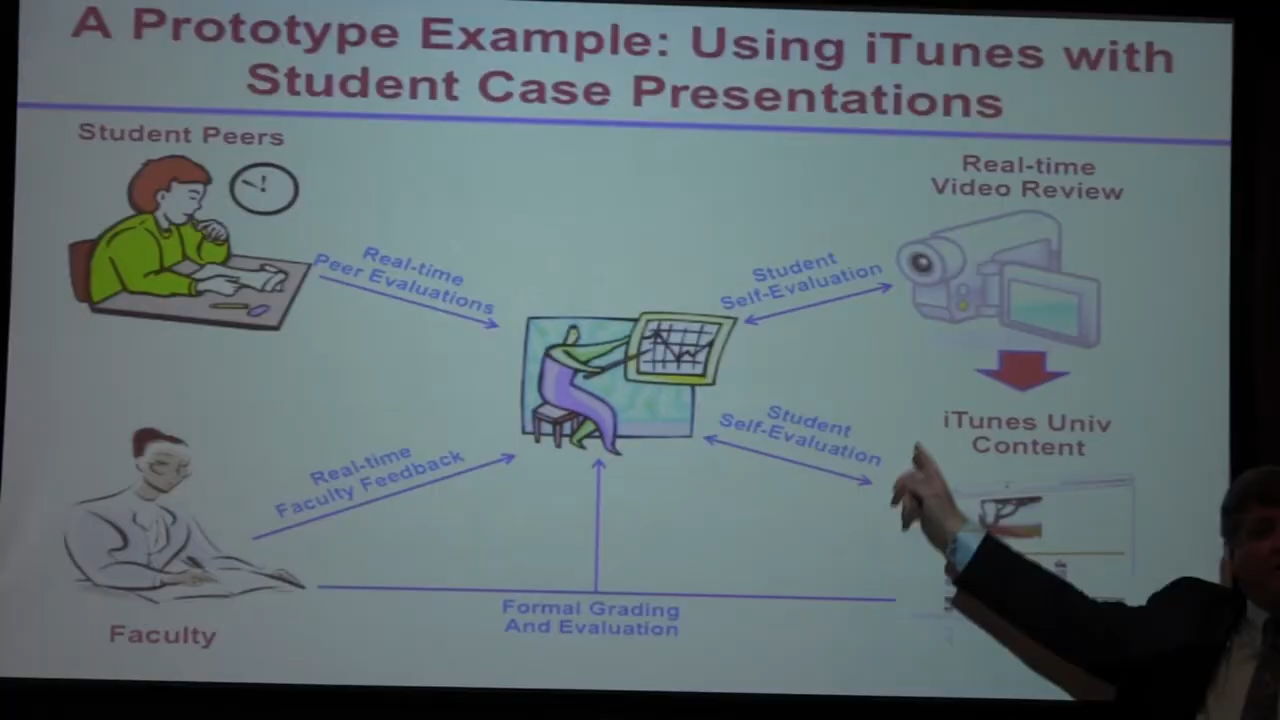 A Prototype Example: Using iTunes with
Student Case Presentations
Student Peers
Real-time
Peer Evaluations
Student
Self-Evaluation
Real-time
Video Review
iTunes Univ
Content
Student
Self-Evaluation
Real-time
Faculty Feedback
Faculty
Formal Grading
And Evaluation